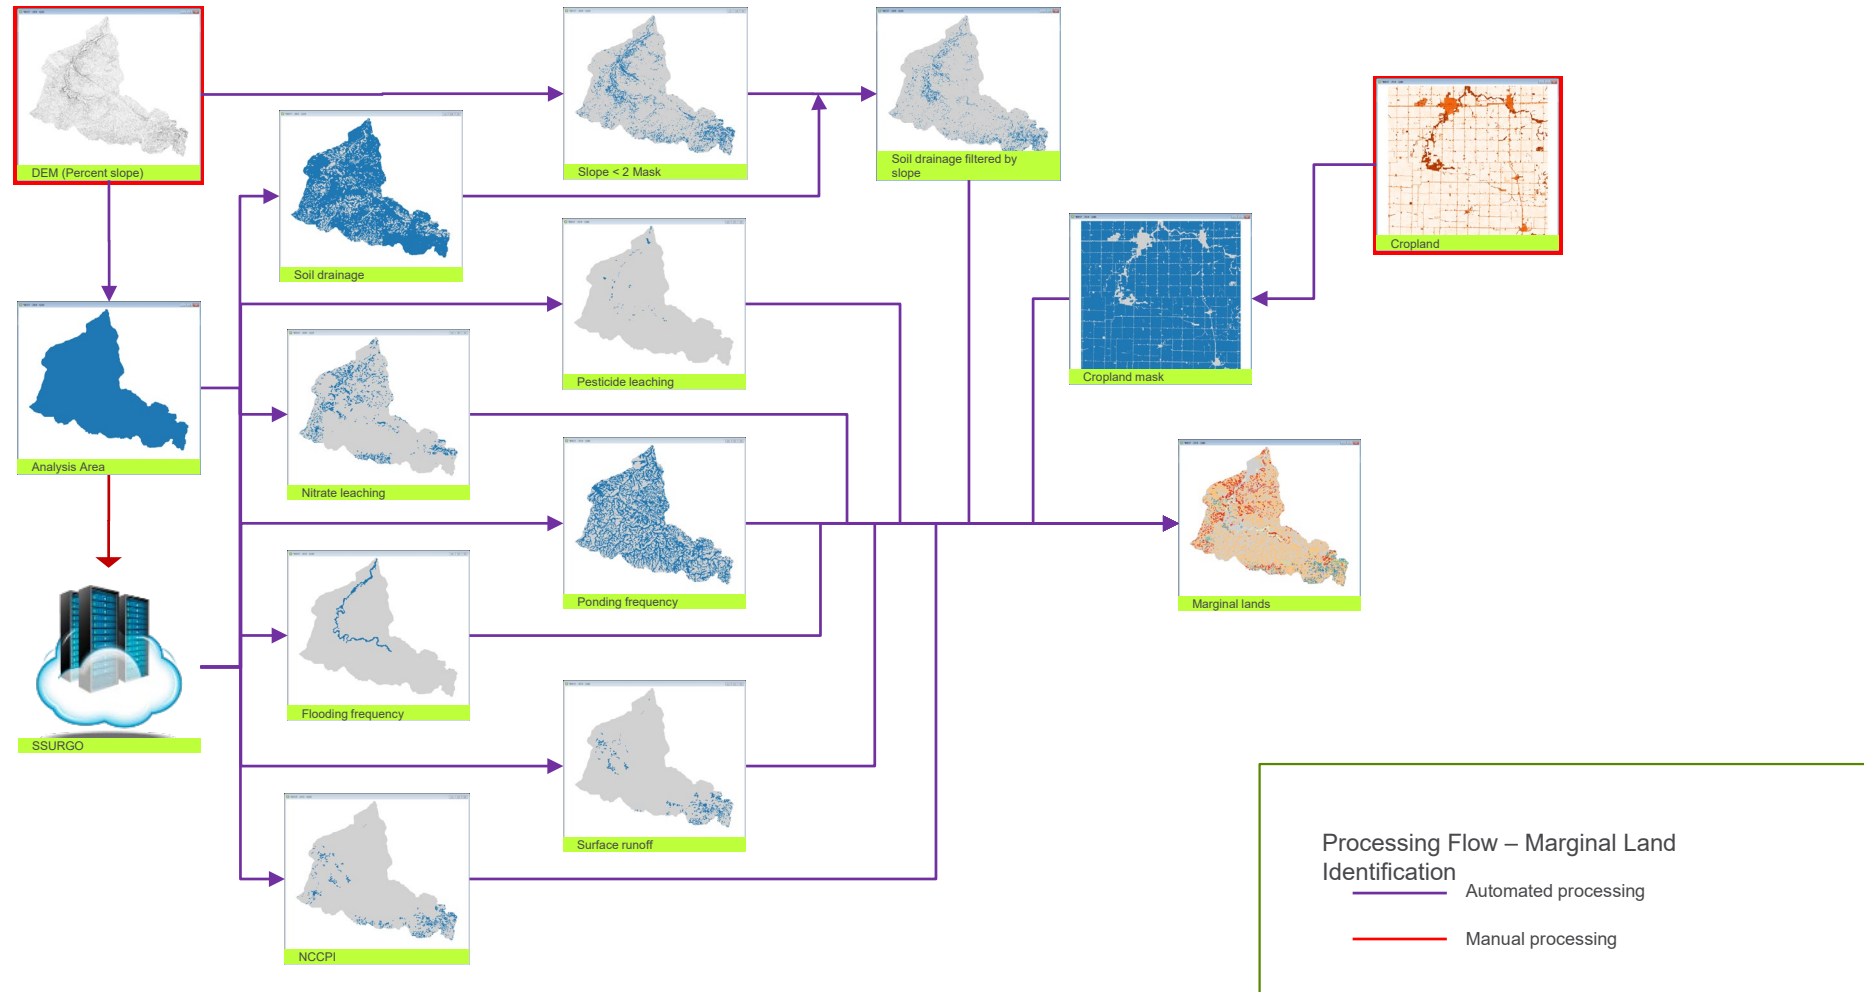 DEM (Percent slope)
Slope < 2 Mask
Soil drainage filtered by
slope
Cropland
Soil drainage
Pesticide leaching
Cropland mask
Analysis Area
Nitrate leaching
Ponding frequency
Marginal lands
Flooding frequency
SSURGO
Surface runoff
NCCPI
Processing Flow – Marginal Land
Identification
Automated processing
Manual processing